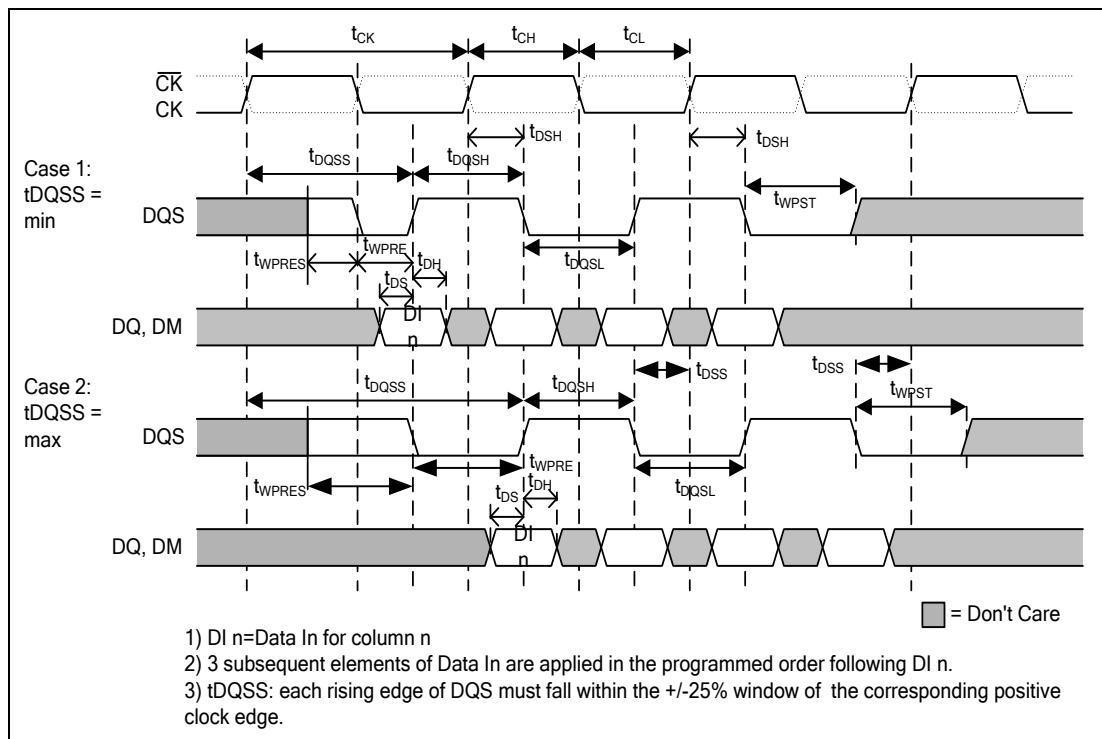 tCK tCH tCL
CK
CK
tDSH tDSH
Case 1:
tDQSS =
min
tDQSS tDQSH
DQS
tWPST
tWPRES tWPRE tDQSL
tDS tDH
DQ, DM
DI
n
Case 2:
tDQSS =
max
tDQSS tDQSH tDSS tDSS
tWPST
DQS
tWPRES tWPRE tDQSL
tDS tDH
DQ, DM
DI
n
= Don't Care
1) DI n=Data In for column n
2) 3 subsequent elements of Data In are applied in the programmed order following DI n.
3) tDQSS: each rising edge of DQS must fall within the +/-25% window of the corresponding positive
clock edge.